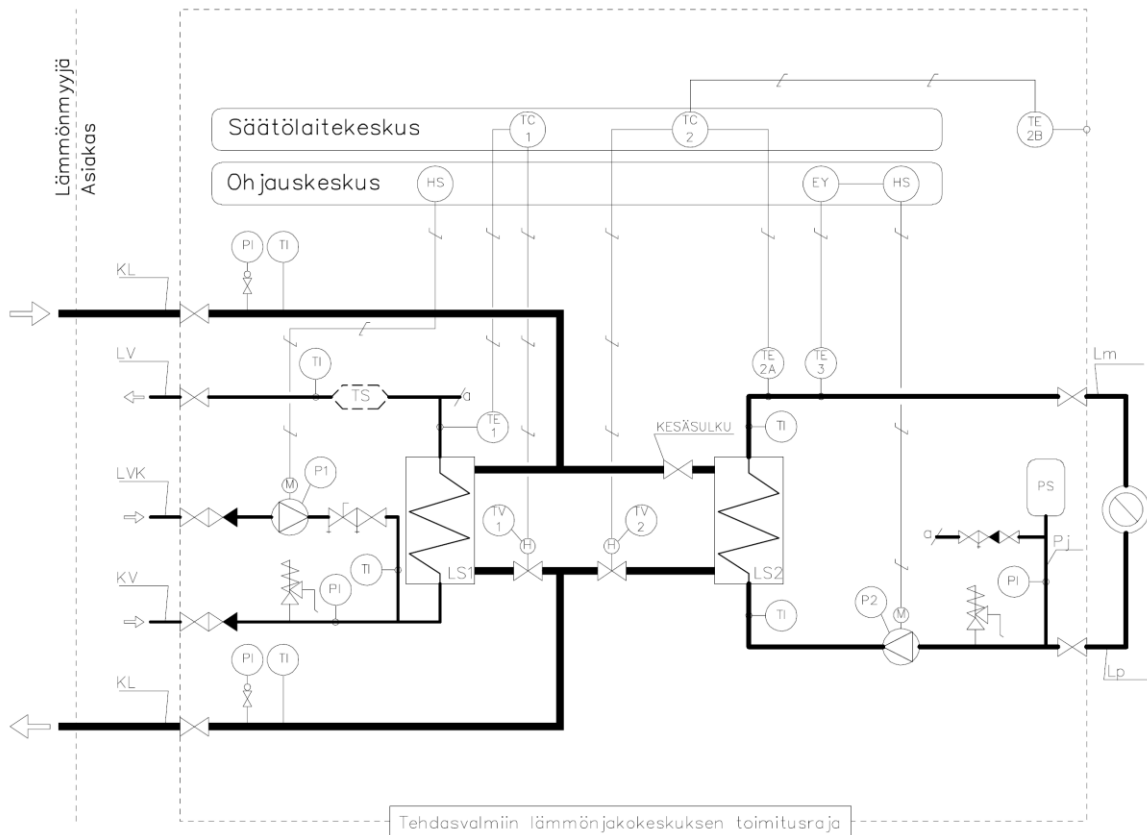 Lämmönmyyjä
Asiakas
Säätölaitekeskus
TC 1
TC 2
TE 2B
Ohjauskeskus
HS
EY
HS
KL
PI
TI
LV
TI
TS
a
TE 1
TE 2A
TE 3
Lm
TI
KESÄSULKU
LVK
M
P1
TV 1
H
TV 2
H
PS
a
Pj
TI
LS1
LS2
PI
KV
PI
TI
P2
M
Lp
KL
PI
TI
Tehdasvalmiin lämmönjakokeskuksen toimitusraja